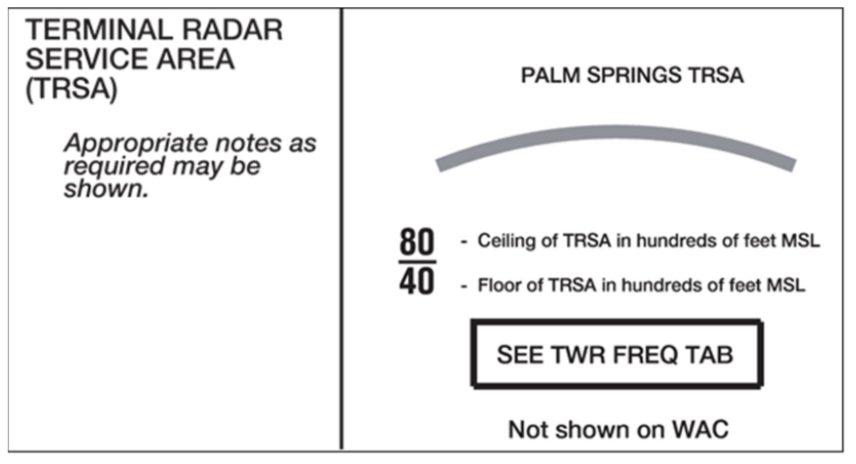 TERMINAL RADAR
SERVICE AREA
(TRSA)
Appropriate notes as
required may be
shown.
PALM SPRINGS TRSA
80 - Ceiling of TRSA in hundreds of feet MSL
40 - Floor of TRSA in hundreds of feet MSL
SEE TWR FREQ TAB
Not shown on WAC